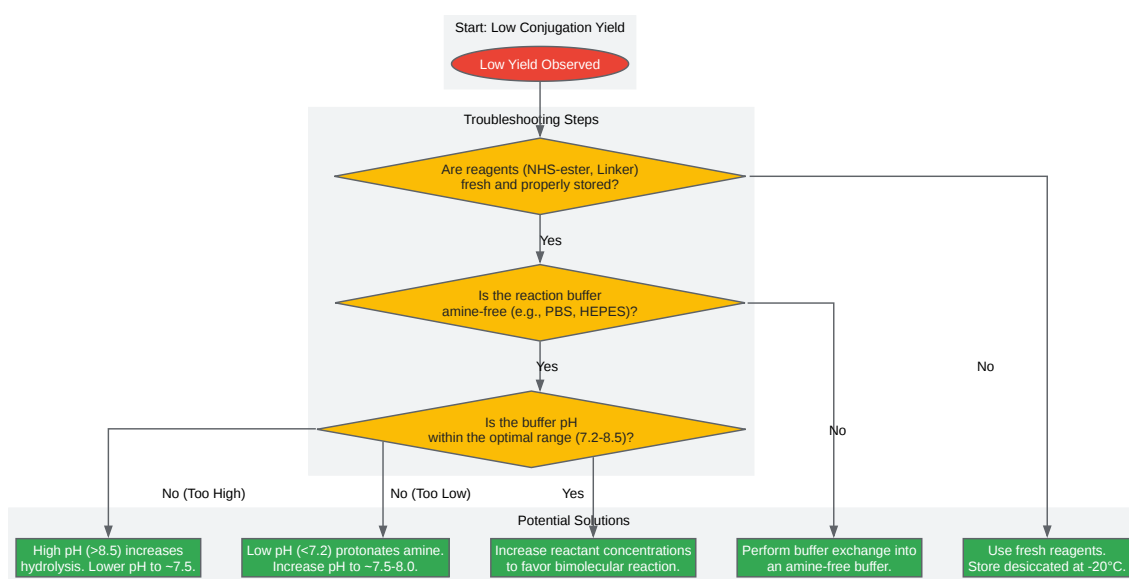 Start: Low Conjugation Yield
Low Yield Observed
Troubleshooting Steps
Are reagents (NHS-ester, Linker)
fresh and properly stored?
Yes
Is the reaction buffer
amine-free (e.g., PBS, HEPES)?
Yes
No
Is the buffer pH
within the optimal range (7.2-8.5)?
No
No (Too High)
No (Too Low)
Yes
Potential Solutions
High pH (>8.5) increases
hydrolysis. Lower pH to ~7.5.
Low pH (<7.2) protonates amine.
Increase pH to ~7.5-8.0.
Increase reactant concentrations
to favor bimolecular reaction.
Perform buffer exchange into
an amine-free buffer.
Use fresh reagents.
Store desiccated at -20°C.